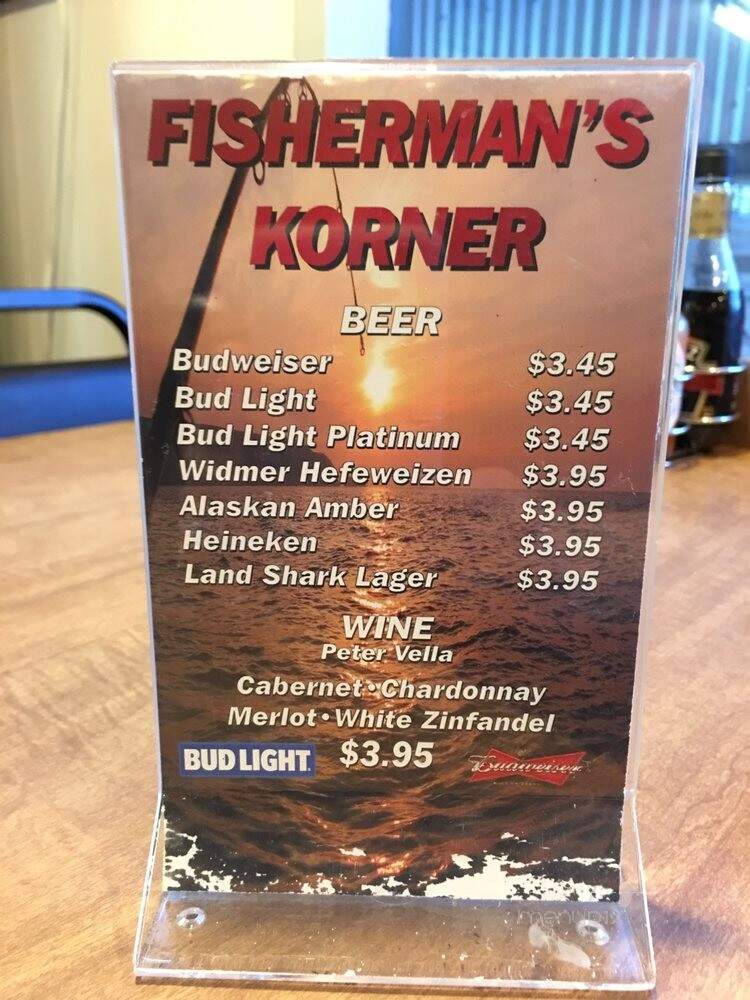 FISHERMAN'S
KORNER
BEER
Budweiser $3.45
Bud Light $3.45
Bud Light Platinum $3.45
Widmer Hefeweizen $3.95
Alaskan Amber $3.95
Heineken $3.95
Land Shark Lager $3.95
WINE
Peter Vella
Cabernet•Chardonnay
Merlot•White Zinfandel
$3.95
BUD LIGHT
Budweiser
menupix